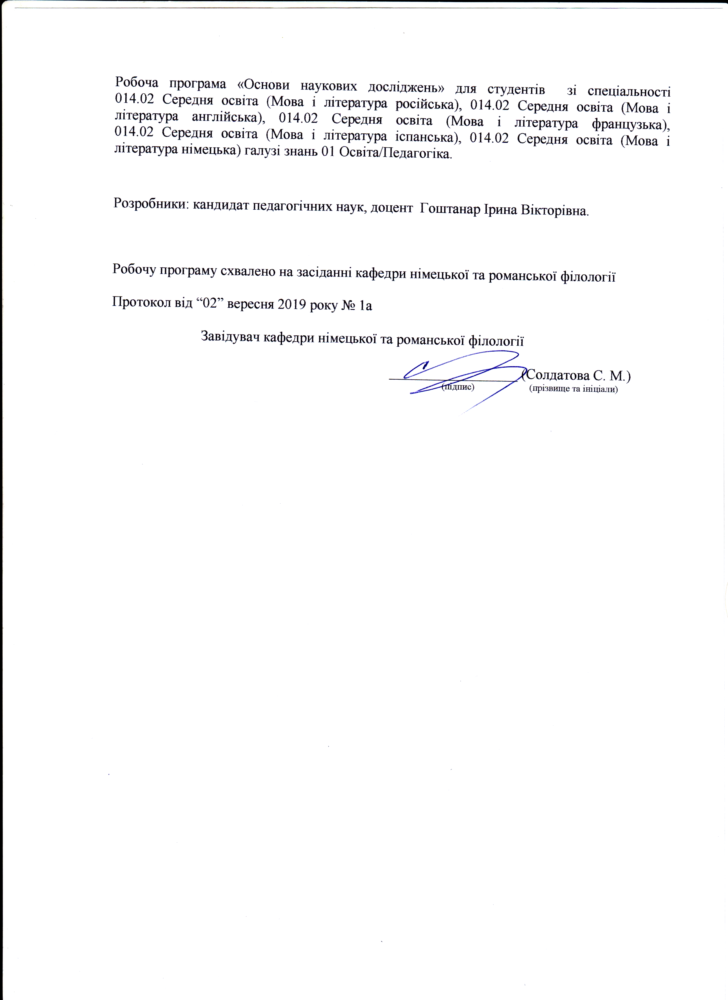 Робоча програма «Основи наукових досліджень» для студентів зі спеціальності
014.02 Середня освіта (Мова і література російська), 014.02 Середня освіта (Мова і
література англійська), 014.02 Середня освіта (Мова і література французька),
014.02 Середня освіта (Мова і література іспанська), 014.02 Середня освіта (Мова і
література німецька) галузі знань 01 Освіта/Педагогіка.
Розробники: кандидат педагогічних наук, доцент Гоштанар Ірина Вікторівна.
Робочу програму схвалено на засіданні кафедри німецької та романської філології
Протокол від “02” вересня 2019 року № 1а
Завідувач кафедри німецької та романської філології
(Солдатова С. М.)
(підпис) (прізвище та ініціали)